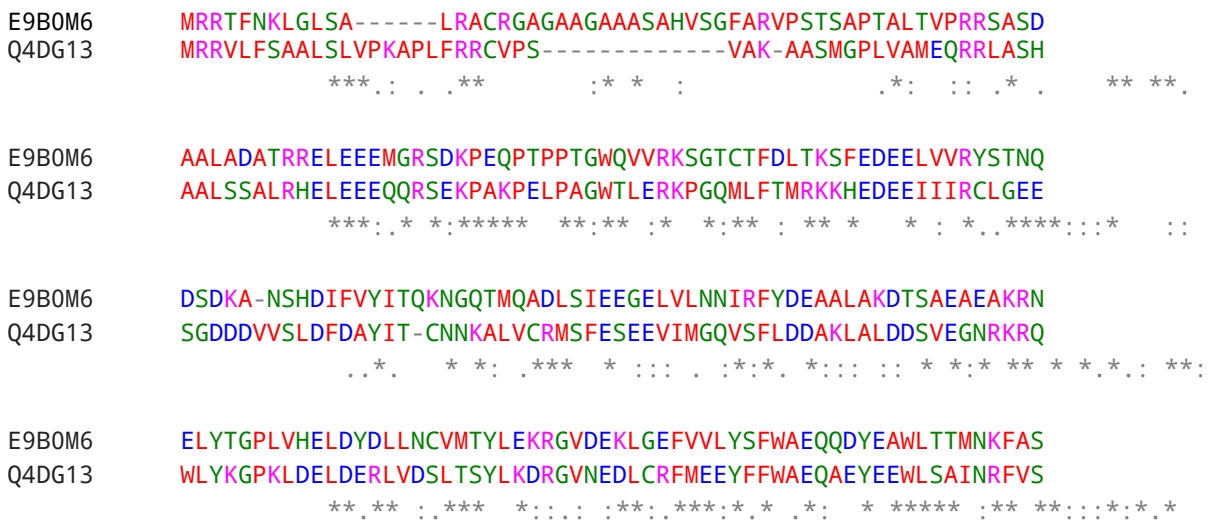 E9B0M6 MRRTFNKLGLSA-------LRACRGAGAAGAAASAHVSGFARVPSTSAPTALTVPRRSASD
Q4DG13 MRRVLFSAALSLVPKAPLFRRCVPS-------------VAK-AASMGPLVAMEQRRLASH
***.: . .** :* * : .*: :: .* . ** **.
E9B0M6 AALADATRRELEEEMGRSDKPEQPTPPTGWQVVRKSGTCTFDLTKSFEDEELVVRYSTNQ
Q4DG13 AALSSALRHELEEEQQRSEKPAKPELPAGWTLERKPGQMLFTMRKKHEDEEIIIRCLGEE
***:.* *:***** **:** :* *:** : ** * * : *..****:::* ::
E9B0M6 DSDKA-NSHDIFVYITQKNGQTMQADLSIEEGELVLNNIRFYDEAALAKDTSAEAEAKRN
Q4DG13 SGDDDVVSLDFDAYIT-CNNKALVCRMSFESEEVIMGQVSFLDDAKLALDDSVEGNRKRQ
..*. * *: .*** * ::: . :*:*. *::: :: * *:* ** * *.*.: **:
E9B0M6 ELYTGPLVHELDYDLLNCVMTYLEKRGVDEKLGEFVVLYSFWAEQQDYEAWLTTMNKFAS
Q4DG13 WLYKGPKLDELDERLVDSLTSYLKDRGVNEDLCRFMEEYFFWAEQAEYEEWLSAINRFVS
**.** :.*** *::.: :**:.***:*.* .*: * ***** :** **:::*:*.*